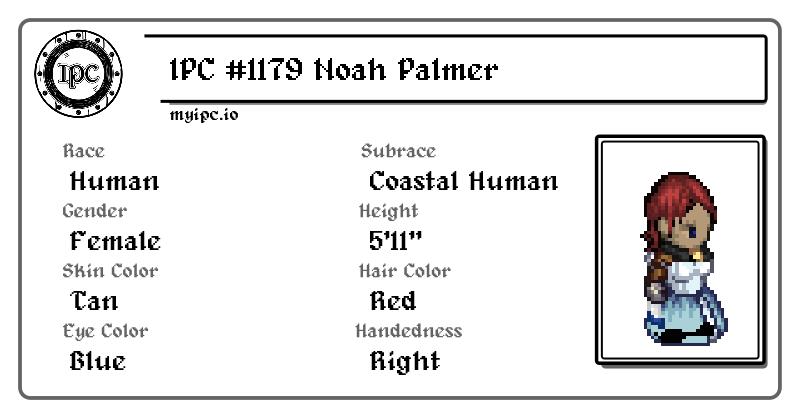 IPC
IPC #1179 Noah Palmer
myipc.io
Race
Human
Subrace
Coastal Human
Gender
Female
Height
5'11"
Skin Color
Tan
Hair Color
Red
Eye Color
Blue
Handedness
Right